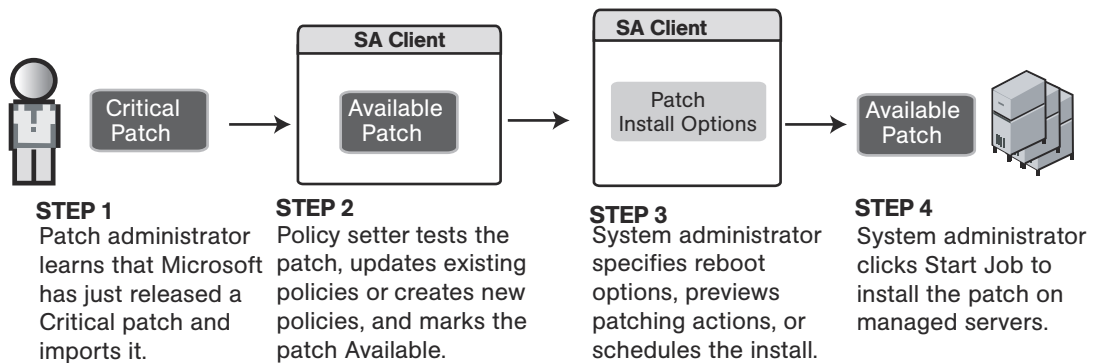 Critical
Patch
SA Client
Available
Patch
SA Client
Patch
Install Options
Available
Patch
STEP 1
Patch administrator
learns that Microsoft
has just released a
Critical patch and
imports it.
STEP 2
Policy setter tests the
patch, updates existing
policies or creates new
policies, and marks the
patch Available.
STEP 3
System administrator
specifies reboot
options, previews
patching actions, or
schedules the install.
STEP 4
System administrator
clicks Start Job to
install the patch on
managed servers.